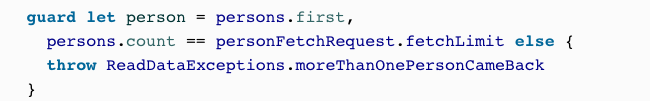 guard let person = persons.first,
persons.count == personFetchRequest.fetchLimit else {
throw ReadDataExceptions.moreThanOnePersonCameBack
}